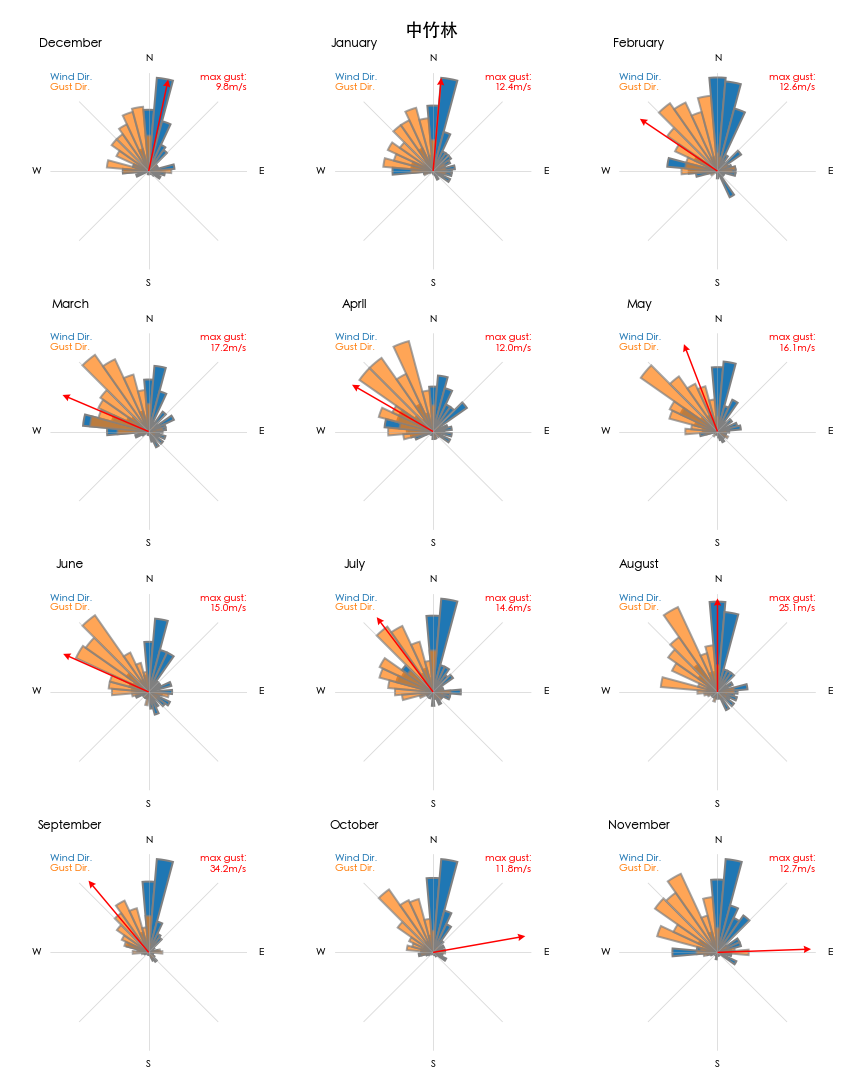 中竹林
December
N
Wind Dir.
Gust Dir.
max gust:
9.8m/s
W
E
S
January
N
Wind Dir.
Gust Dir.
max gust:
12.4m/s
W
E
S
February
N
Wind Dir.
Gust Dir.
max gust:
12.6m/s
W
E
S
March
N
Wind Dir.
Gust Dir.
max gust:
17.2m/s
W
E
S
April
N
Wind Dir.
Gust Dir.
max gust:
12.0m/s
W
E
S
May
N
Wind Dir.
Gust Dir.
max gust:
16.1m/s
W
E
S
June
N
Wind Dir.
Gust Dir.
max gust:
15.0m/s
W
E
S
July
N
Wind Dir.
Gust Dir.
max gust:
14.6m/s
W
E
S
August
N
Wind Dir.
Gust Dir.
max gust:
25.1m/s
W
E
S
September
N
Wind Dir.
Gust Dir.
max gust:
34.2m/s
W
E
S
October
N
Wind Dir.
Gust Dir.
max gust:
11.8m/s
W
E
S
November
N
Wind Dir.
Gust Dir.
max gust:
12.7m/s
W
E
S